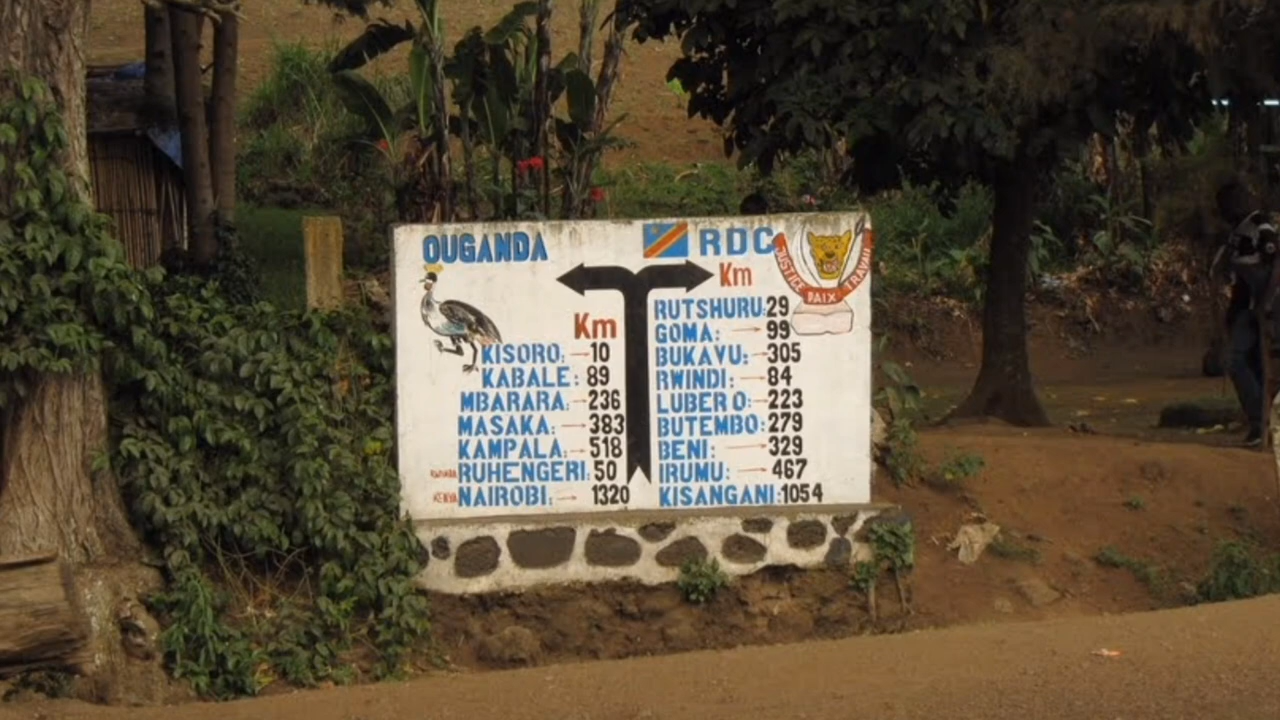 OUGANDA
Km
KISORO: → 10
KABALE: 89
MBARARA: → 236
MASAKA: → 383
KAMPALA: → 518
RWANDA RUHENGERI: 50
KENYA NAIROBI: → 1320
RDC
JUSTICE PAIX TRAVAIL
Km
RUTSHURU: 29
GOMA: → 99
BUKAVU: → 305
RWINDI: → 84
LUBERO: → 223
BUTEMBO: 279
BENI: → 329
IRUMU: → 467
KISANGANI: 1054